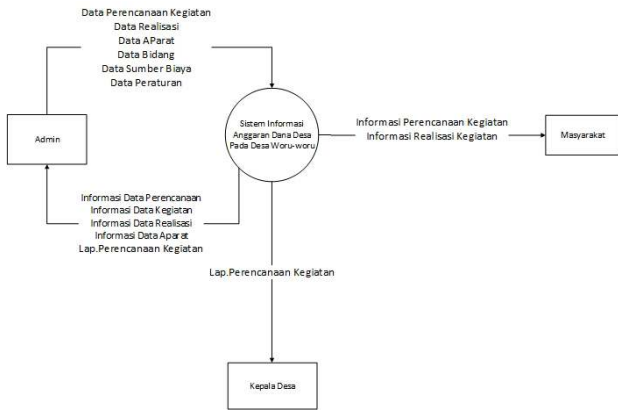 Data Perencanaan Kegiatan
Data Realisasi
Data AParat
Data Bidang
Data Sumber Biaya
Data Peraturan
Admin
Sistem Informasi
Anggaran Dana Desa
Pada Desa Woru-woru
Informasi Perencanaan Kegiatan
Informasi Realisasi Kegiatan
Masyarakat
Informasi Data Perencanaan
Informasi Data Kegiatan
Informasi Data Realisasi
Informasi Data Aparat
Lap.Perencanaan Kegiatan
Lap.Perencanaan Kegiatan
Kepala Desa